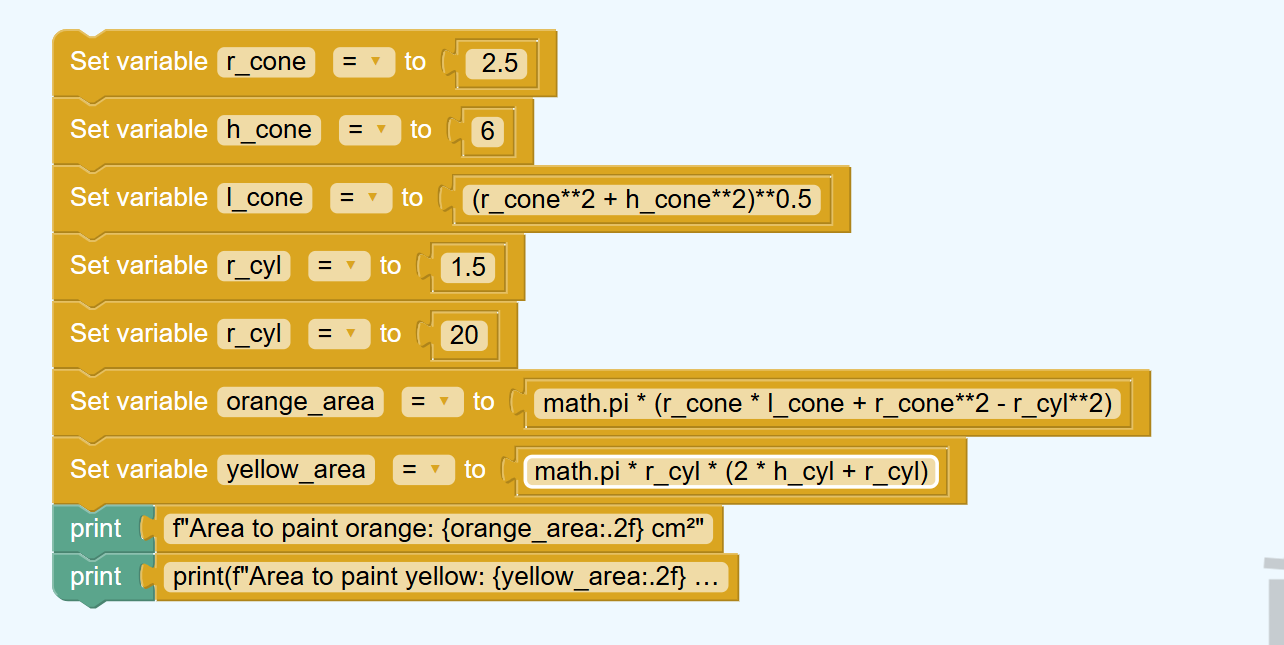 Set variable r_cone = ▾ to 2.5
Set variable h_cone = ▾ to 6
Set variable l_cone = ▾ to (r_cone**2 + h_cone**2)**0.5
Set variable r_cyl = ▾ to 1.5
Set variable r_cyl = ▾ to 20
Set variable orange_area = ▾ to math.pi * (r_cone * l_cone + r_cone**2 - r_cyl**2)
Set variable yellow_area = ▾ to math.pi * r_cyl * (2 * h_cyl + r_cyl)
print f"Area to paint orange: {orange_area:.2f} cm²"
print print(f"Area to paint yellow: {yellow_area:.2f} …